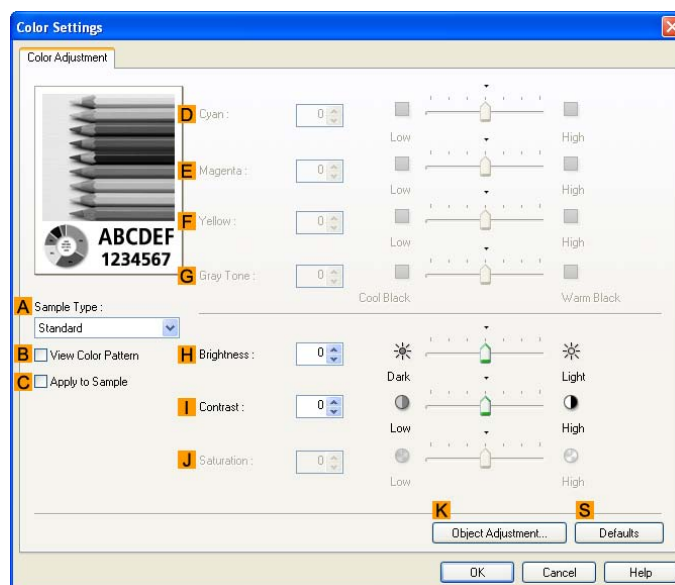 Color Settings
Color Adjustment
D Cyan : 0
Low High
E Magenta : 0
Low High
F Yellow : 0
Low High
ABCDEF
1234567
G Gray Tone : 0
Cool Black Warm Black
A Sample Type :
Standard
B View Color Pattern
C Apply to Sample
H Brightness : 0
Dark Light
I Contrast : 0
Low High
J Saturation : 0
Low High
K S
Object Adjustment... Defaults
OK Cancel Help